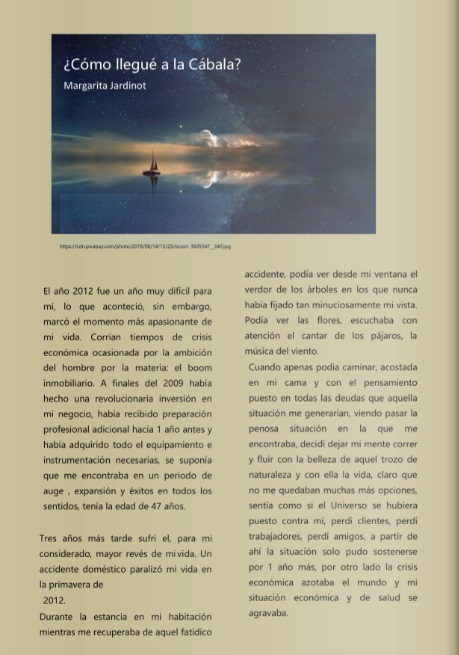 ¿Cómo llegué a la Cábala?
Margarita Jardinot
El año 2012 fue un año muy difícil para
mí, lo que aconteció, sin embargo,
marcó el momento más apasionante de
mi vida. Corrían tiempos de crisis
económica ocasionada por la ambición
del hombre por la materia: el boom
inmobiliario. A finales del 2009 había
hecho una revolucionaria inversión en
mi negocio, había recibido preparación
profesional adicional hacía 1 año antes y
había adquirido todo el equipamiento e
instrumentación necesarias, se suponía
que me encontraba en un periodo de
auge , expansión y éxitos en todos los
sentidos, tenía la edad de 47 años.
Tres años más tarde sufrí el, para mi
considerado, mayor revés de mi vida. Un
accidente doméstico paralizó mi vida en
la primavera de
2012.
Durante la estancia en mi habitación
mientras me recuperaba de aquel fatídico
accidente, podía ver desde mi ventana el
verdor de los árboles en los que nunca
había fijado tan minuciosamente mi vista.
Podía ver las flores, escuchaba con
atención el cantar de los pájaros, la
música del viento.
Cuando apenas podía caminar, acostada
en mi cama y con el pensamiento
puesto en todas las deudas que aquella
situación me generarían, viendo pasar la
penosa situación en la que me
encontraba, decidí dejar mi mente correr
y fluir con la belleza de aquel trozo de
naturaleza y con ella la vida, claro que
no me quedaban muchas más opciones,
sentía como si el Universo se hubiera
puesto contra mí, perdí clientes, perdí
trabajadores, perdí amigos, a partir de
ahí la situación solo pudo sostenerse
por 1 año más, por otro lado la crisis
económica azotaba el mundo y mi
situación económica y de salud se
agravaba.